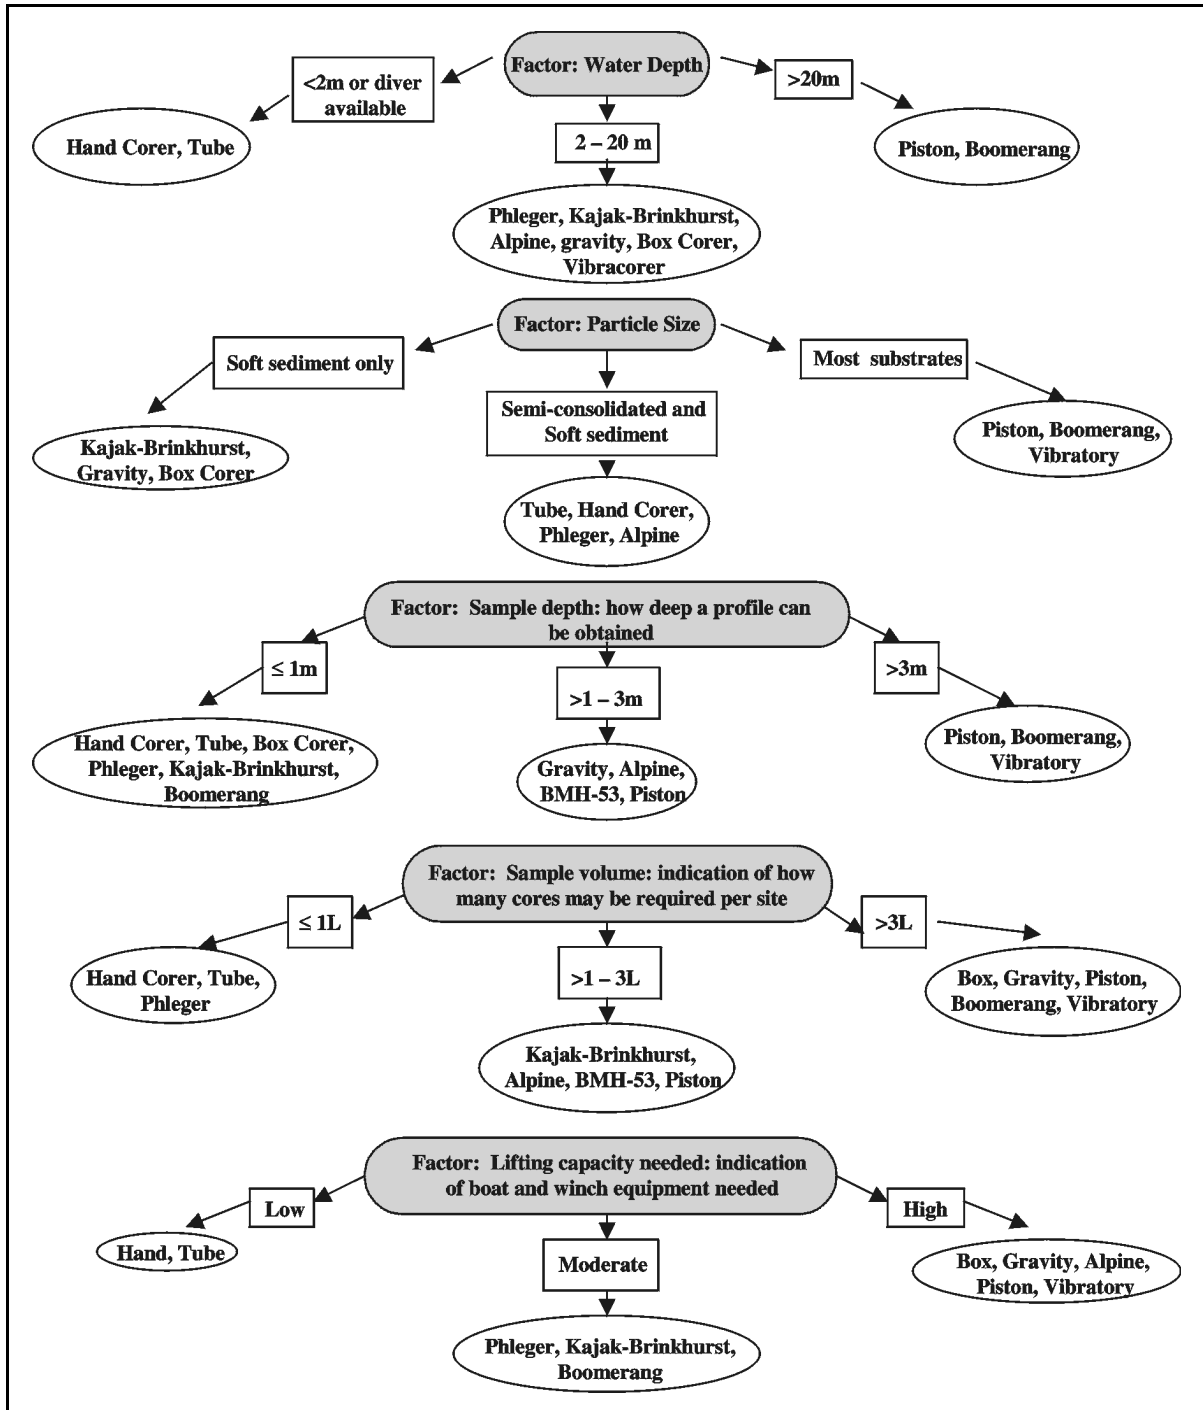 Factor: Water Depth
<2m or diver
available
>20m
2 – 20 m
Hand Corer, Tube
Piston, Boomerang
Phleger, Kajak-Brinkhurst,
Alpine, gravity, Box Corer,
Vibracorer
Factor: Particle Size
Soft sediment only
Most substrates
Semi-consolidated and
Soft sediment
Kajak-Brinkhurst,
Gravity, Box Corer
Piston, Boomerang,
Vibratory
Tube, Hand Corer,
Phleger, Alpine
Factor: Sample depth: how deep a profile can
be obtained
≤ 1m
>1 – 3m
>3m
Hand Corer, Tube, Box Corer,
Phleger, Kajak-Brinkhurst,
Boomerang
Gravity, Alpine,
BMH-53, Piston
Piston, Boomerang,
Vibratory
Factor: Sample volume: indication of how
many cores may be required per site
≤ 1L
>1 – 3L
>3L
Hand Corer, Tube,
Phleger
Kajak-Brinkhurst,
Alpine, BMH-53, Piston
Box, Gravity, Piston,
Boomerang, Vibratory
Factor: Lifting capacity needed: indication
of boat and winch equipment needed
Low
Moderate
High
Hand, Tube
Phleger, Kajak-Brinkhurst,
Boomerang
Box, Gravity, Alpine,
Piston, Vibratory